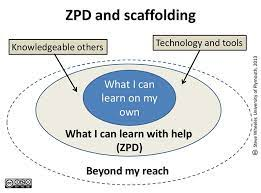 ZPD and scaffolding
Knowledgeable others
Technology and tools
What I can
learn on my
own
What I can learn with help
(ZPD)
Beyond my reach
Steve Wheeler, University of Plymouth, 2013